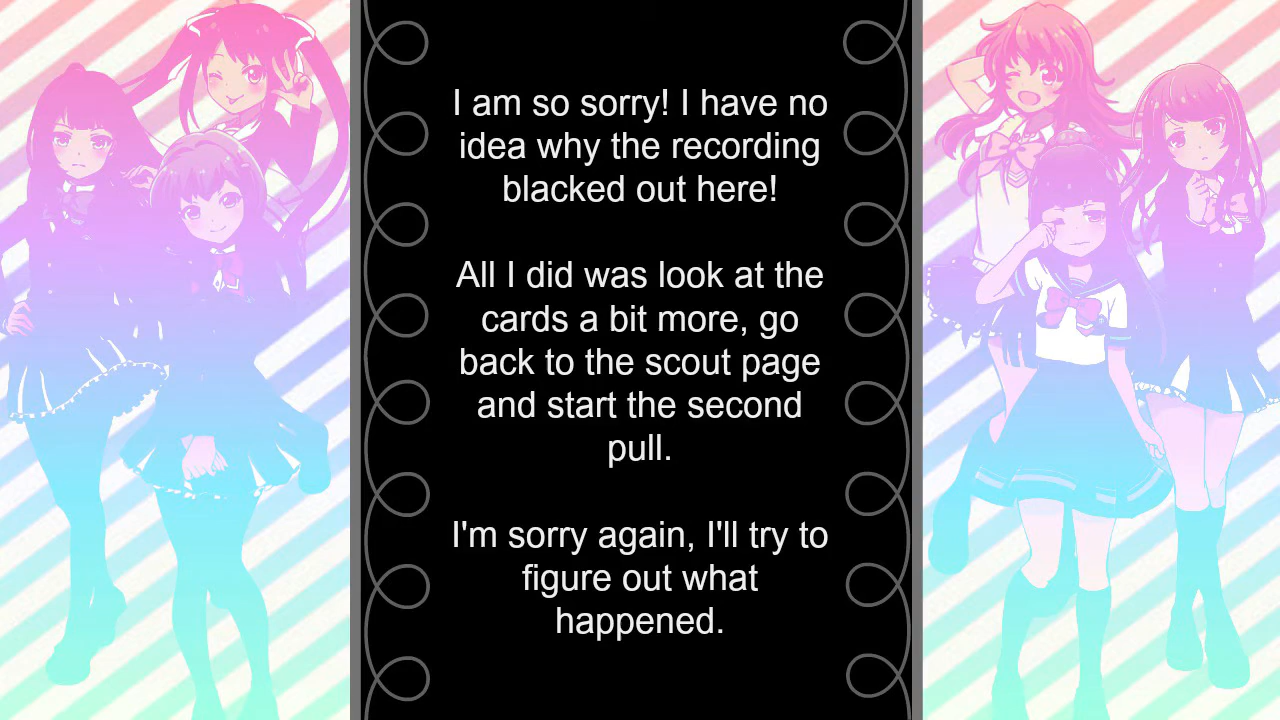 I am so sorry! I have no
idea why the recording
blacked out here!
All I did was look at the
cards a bit more, go
back to the scout page
and start the second
pull.
I'm sorry again, I'll try to
figure out what
happened.